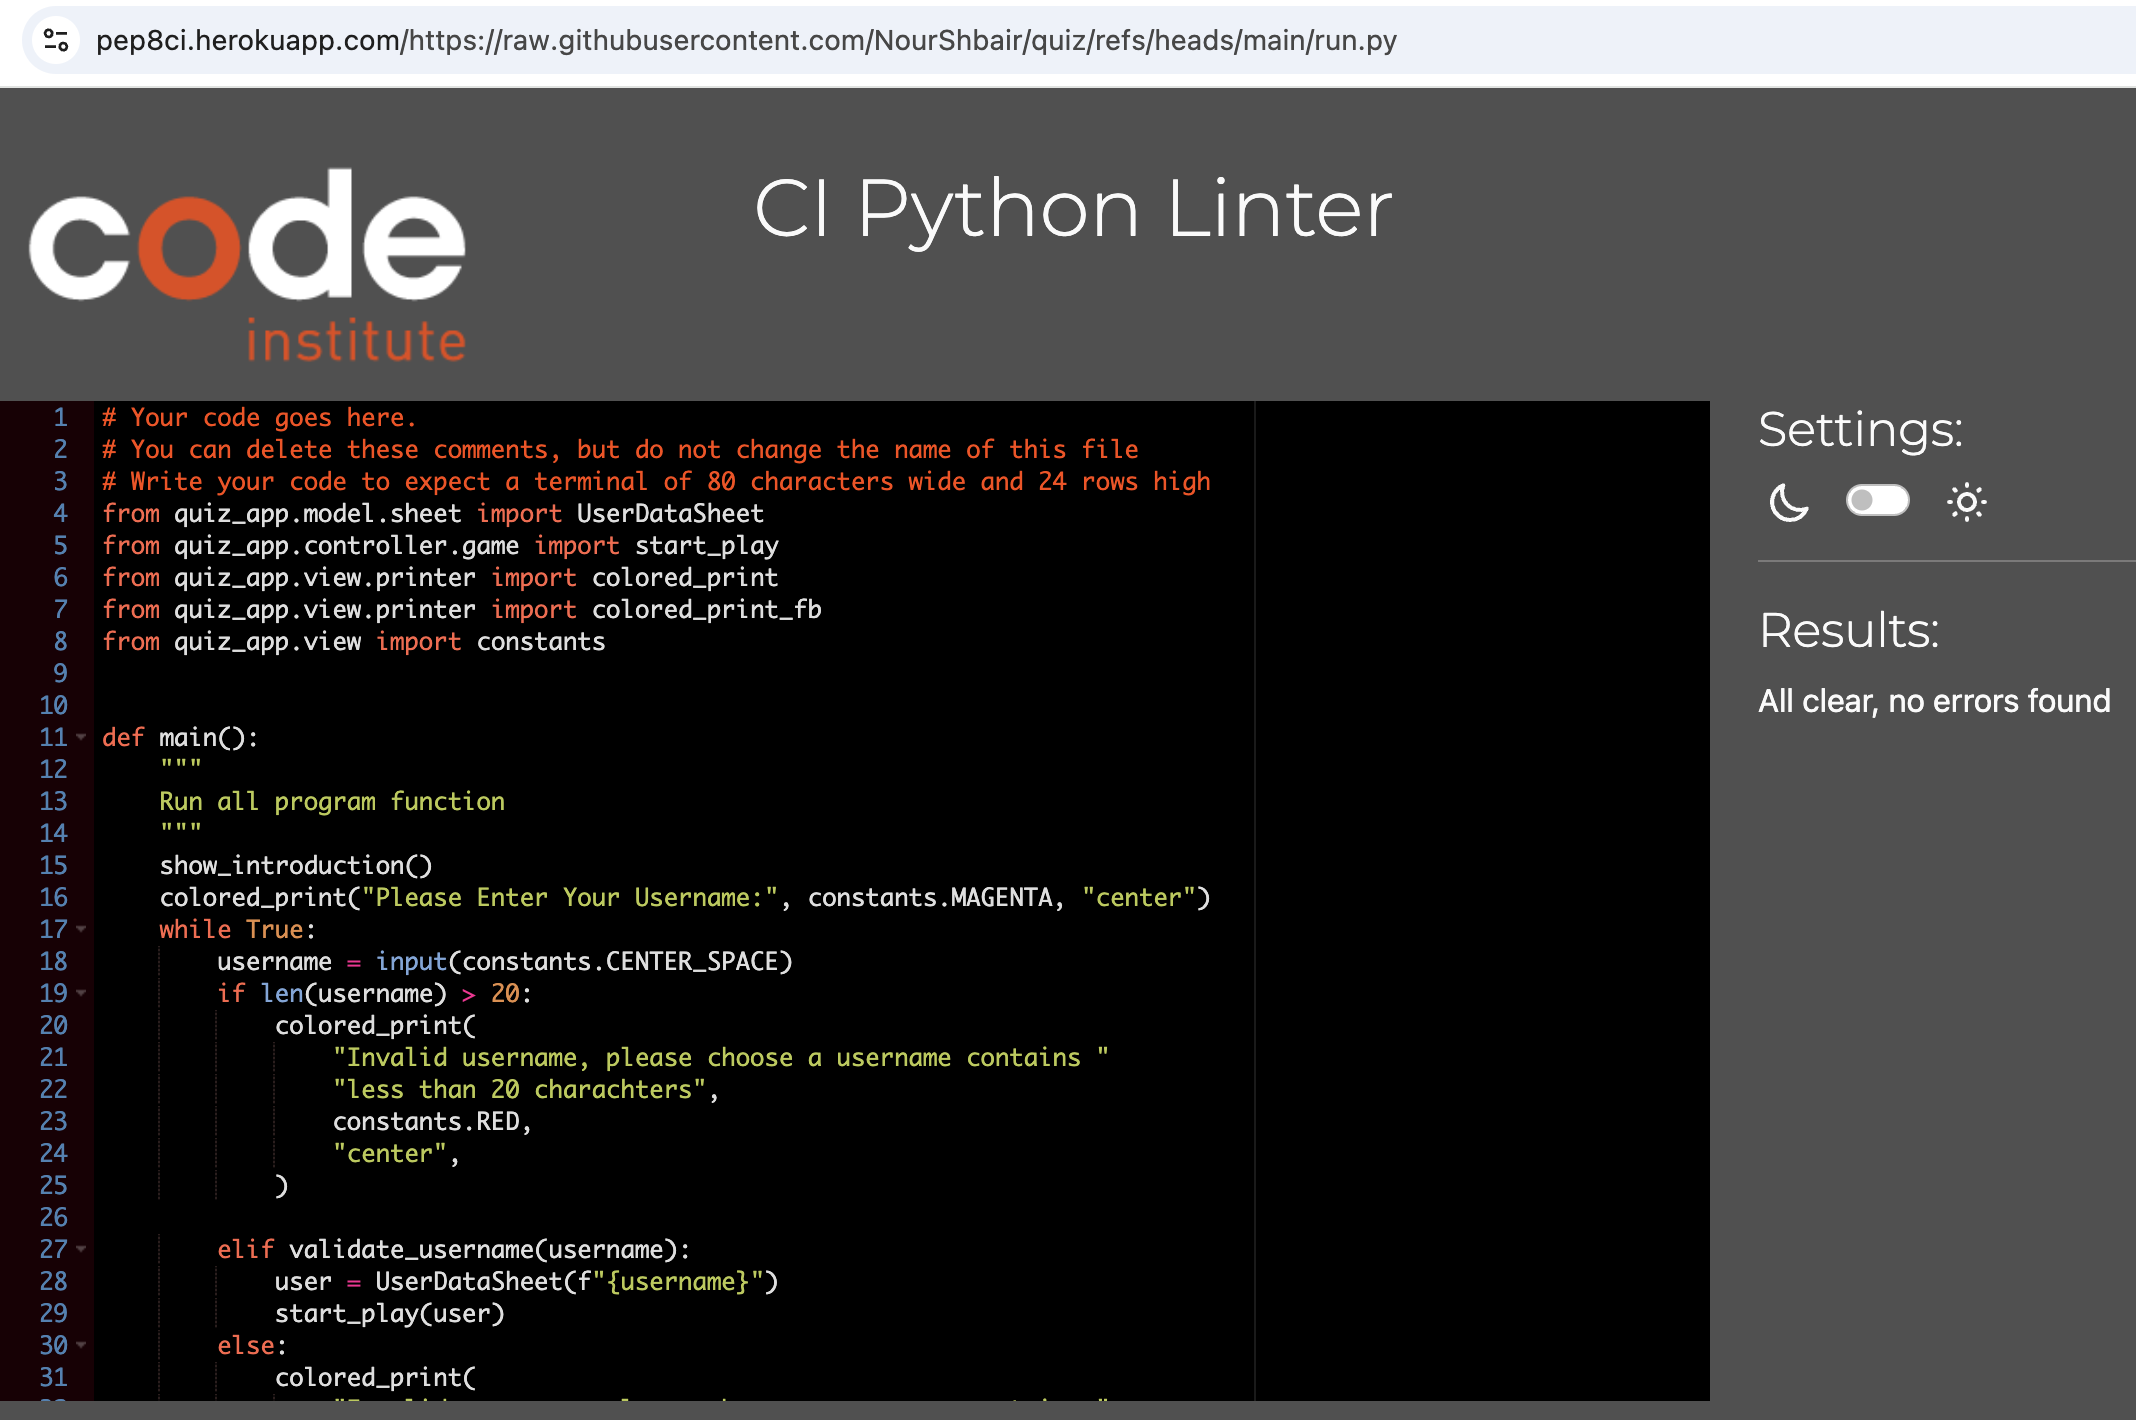 pep8ci.herokuapp.com/https://raw.githubusercontent.com/NourShbair/quiz/refs/heads/main/run.py
code
institute
CI Python Linter
1 # Your code goes here.
2 # You can delete these comments, but do not change the name of this file
3 # Write your code to expect a terminal of 80 characters wide and 24 rows high
4 from quiz_app.model.sheet import UserDataSheet
5 from quiz_app.controller.game import start_play
6 from quiz_app.view.printer import colored_print
7 from quiz_app.view.printer import colored_print_fb
8 from quiz_app.view import constants
9
10
11 def main():
12     """
13     Run all program function
14     """
15     show_introduction()
16     colored_print("Please Enter Your Username:", constants.MAGENTA, "center")
17     while True:
18         username = input(constants.CENTER_SPACE)
19         if len(username) > 20:
20             colored_print(
21                 "Invalid username, please choose a username contains "
22                 "less than 20 charachters",
23                 constants.RED,
24                 "center",
25             )
26
27         elif validate_username(username):
28             user = UserDataSheet(f"{username}")
29             start_play(user)
30         else:
31             colored_print(
Settings:
Results:
All clear, no errors found